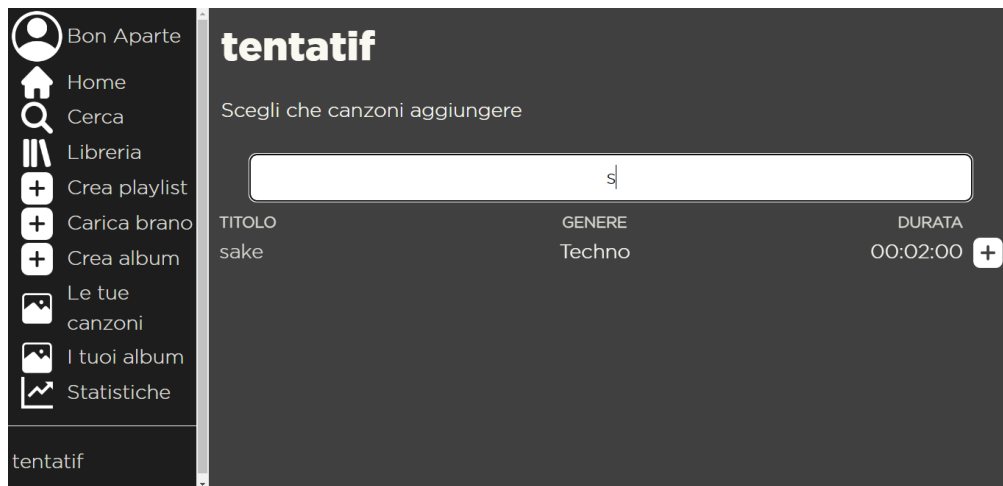 Bon Aparte
Home
Cerca
Libreria
Crea playlist
Carica brano
Crea album
Le tue
canzoni
I tuoi album
Statistiche
tentatif
tentatif
Scegli che canzoni aggiungere
s
TITOLO GENERE DURATA
sake Techno 00:02:00